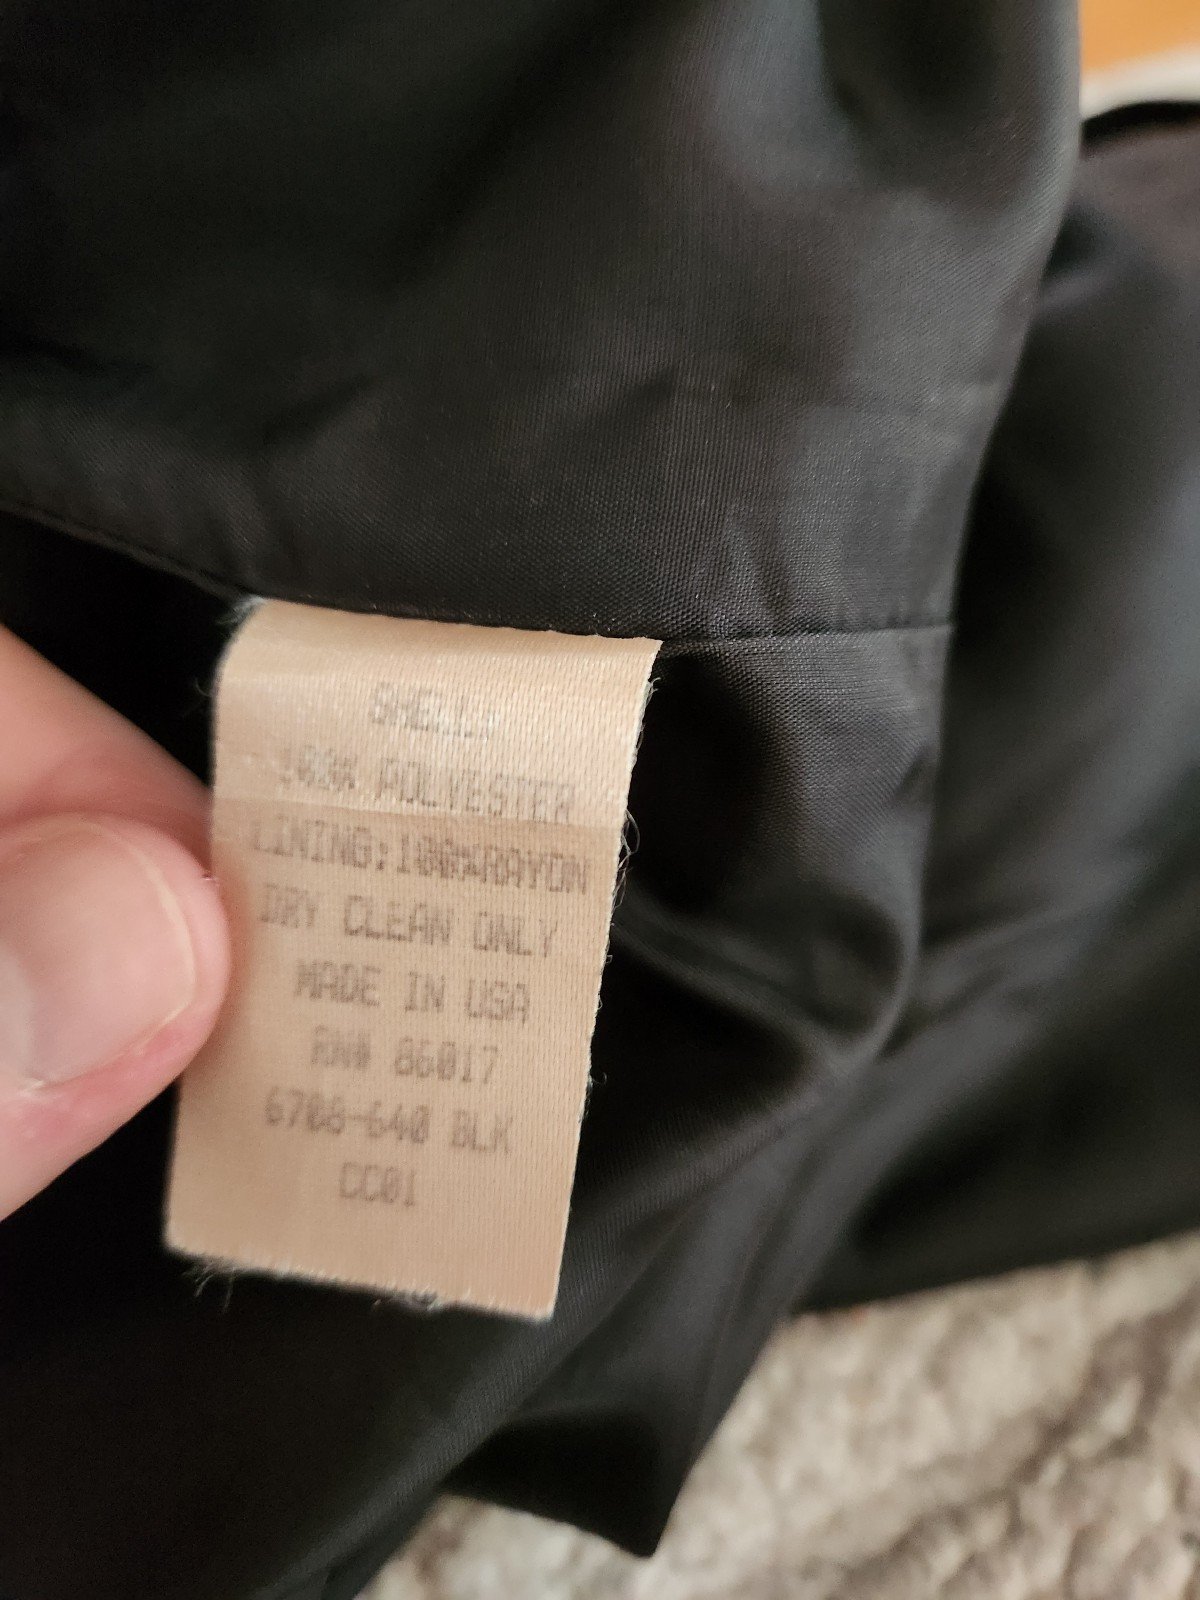 SHELL:
100% POLYESTER
LINING:100%RAYON
DRY CLEAN ONLY
MADE IN USA
RN# 86017
6708-640 BLK
CC01